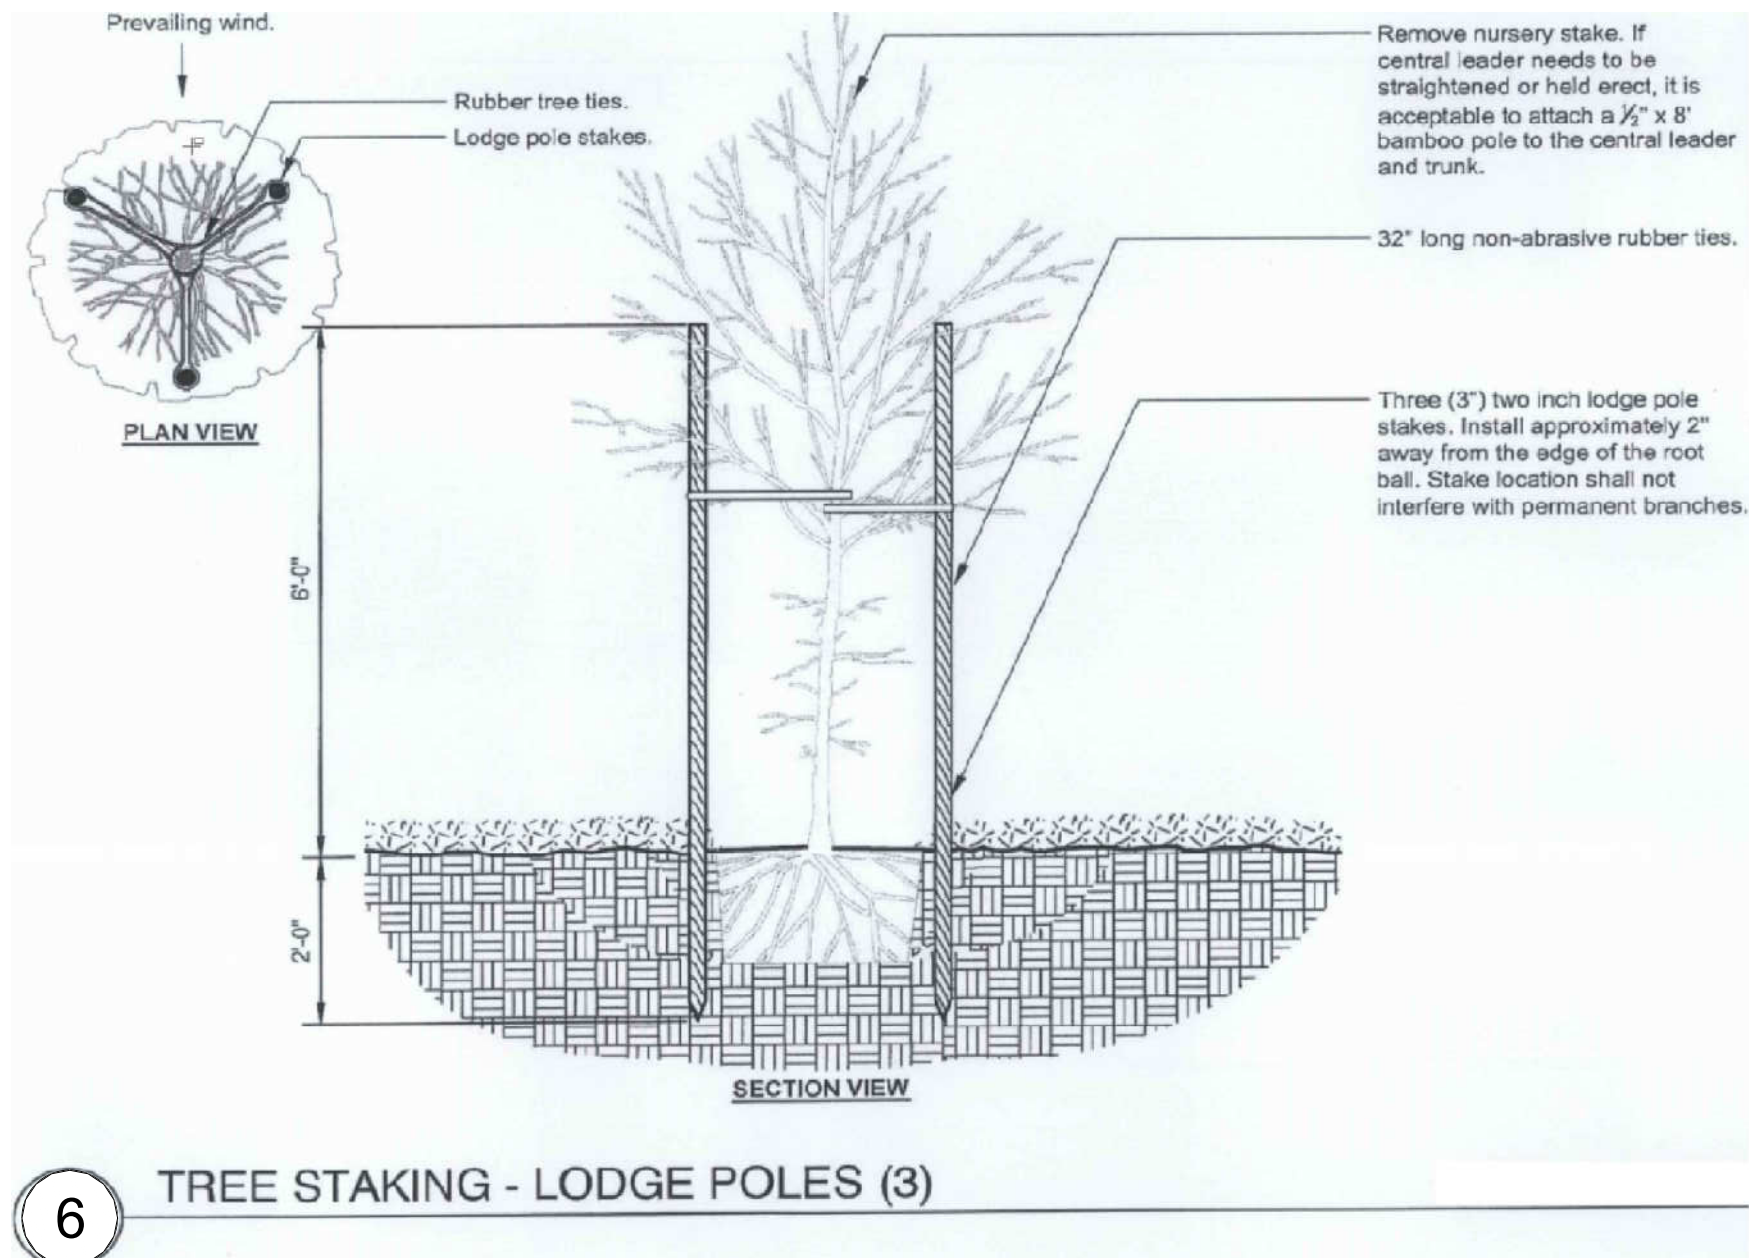 Prevailing wind.
Rubber tree ties.
Lodge pole stakes.
PLAN VIEW
Remove nursery stake. If
central leader needs to be
straightened or held erect, it is
acceptable to attach a ½" x 8'
bamboo pole to the central leader
and trunk.
32" long non-abrasive rubber ties.
Three (3") two inch lodge pole
stakes. Install approximately 2"
away from the edge of the root
ball. Stake location shall not
interfere with permanent branches.
6'-0"
2'-0"
SECTION VIEW
6
TREE STAKING - LODGE POLES (3)